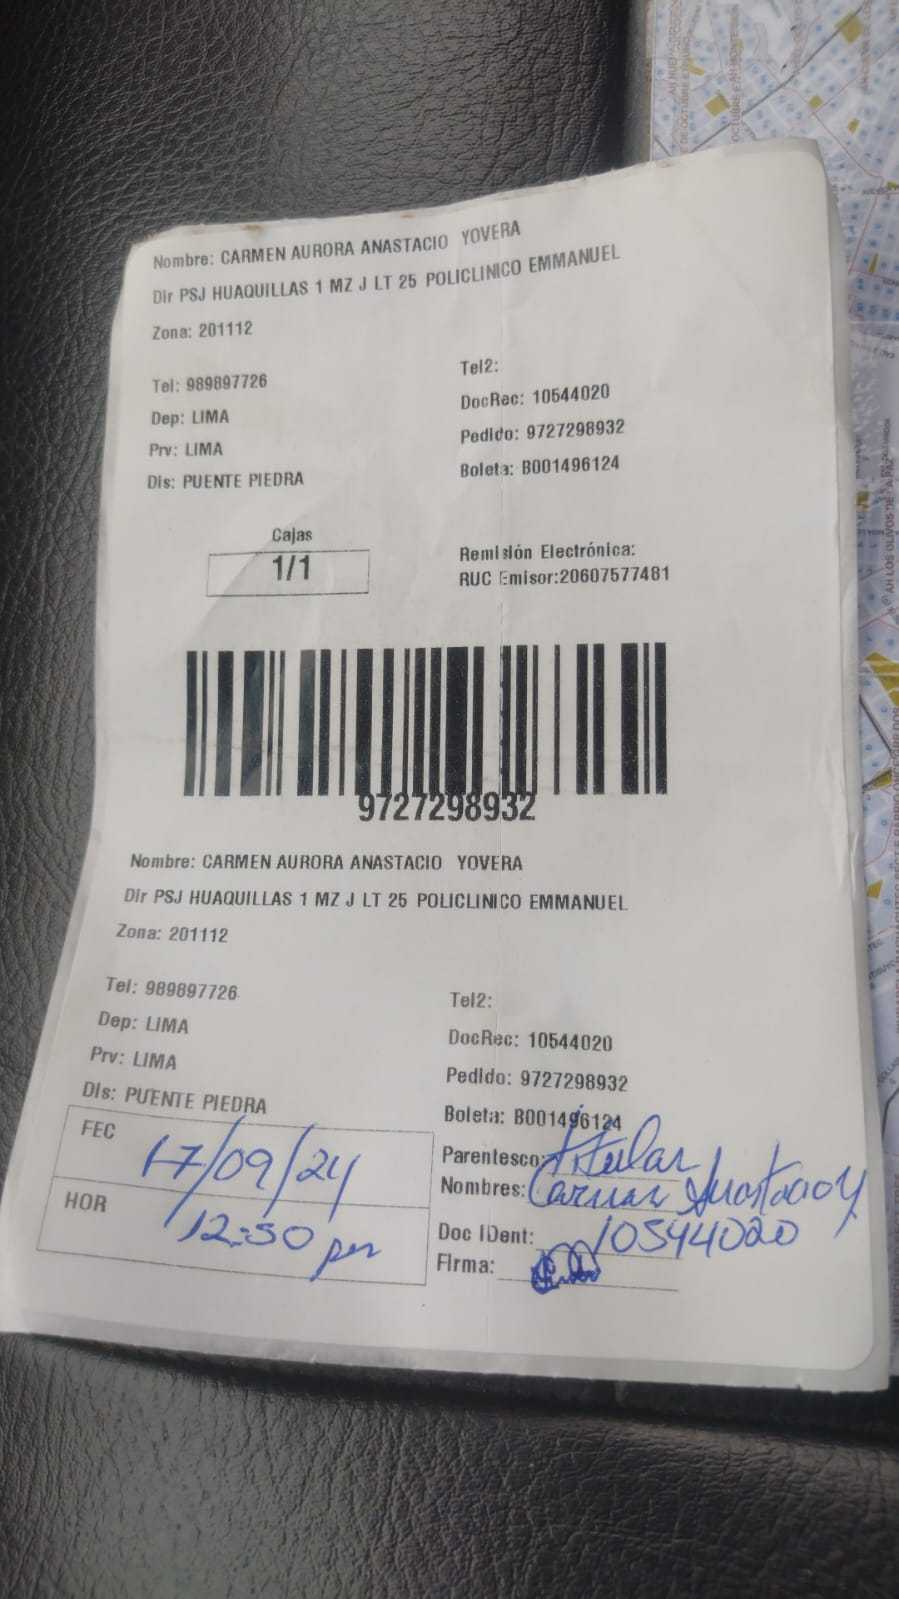 Nombre: CARMEN AURORA ANASTACIO YOVERA
Dir PSJ HUAQUILLAS 1 MZ J LT 25 POLICLINICO EMMANUEL
Zona: 201112
Tel2:
Tel: 989897726
DocRec: 10544020
Dep: LIMA
Pedido: 9727298932
Prv: LIMA
Boleta: B001496124
Dis: PUENTE PIEDRA
Cajas
1/1
Remisión Electrónica:
RUC Emisor:20607577481
9727298932
Nombre: CARMEN AURORA ANASTACIO YOVERA
Dir PSJ HUAQUILLAS 1 MZ J LT 25 POLICLINICO EMMANUEL
Zona: 201112
Tel: 989897726
Tel2:
Dep: LIMA
DocRec: 10544020
Prv: LIMA
Pedido: 9727298932
Dis: PUENTE PIEDRA
Boleta: B001496124
FEC 17/09/24
Parentesco: titular
Nombres: Carmen Anastacio Y
HOR 12:50 pm
Doc IDent: 10544020
Firma: